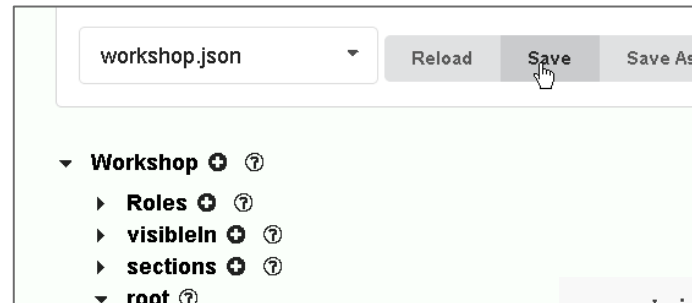 workshop.json Reload Save Save As
Workshop
Roles
visibleIn
sections
root